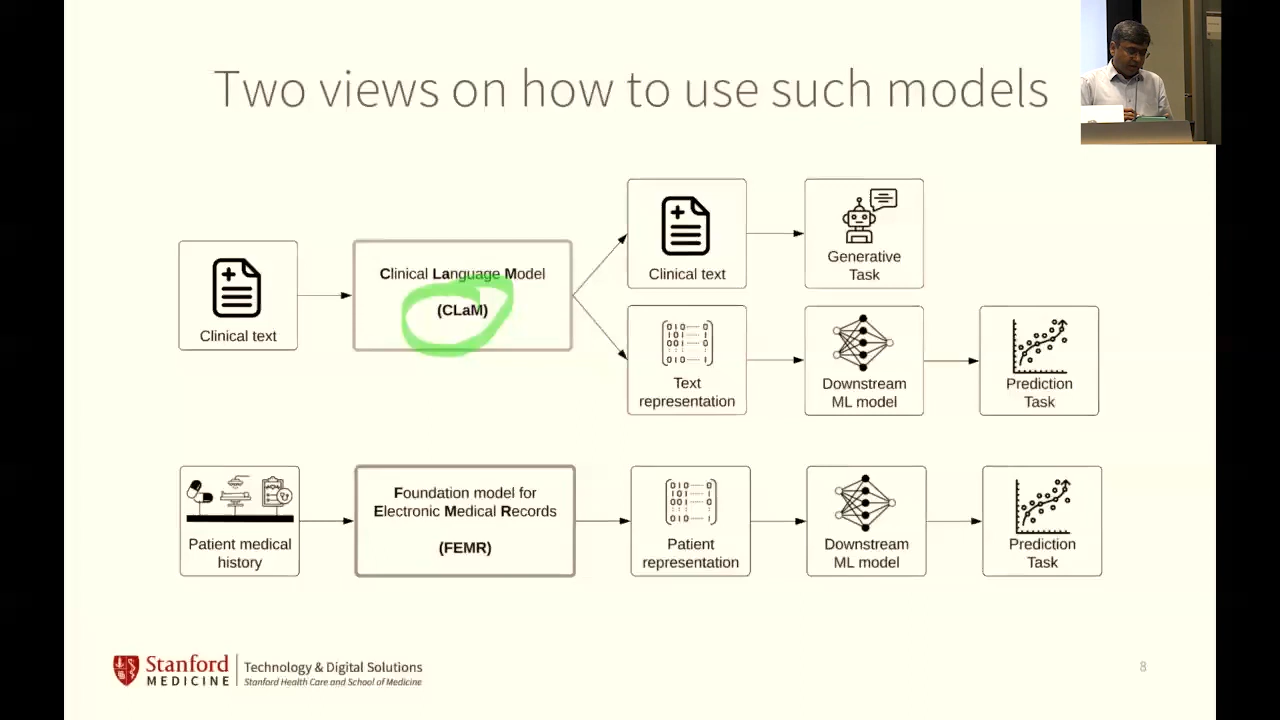 Two views on how to use such models
Clinical text
Clinical Language Model
(CLaM)
Clinical text
Generative
Task
Text
representation
Downstream
ML model
Prediction
Task
Patient medical
history
Foundation model for
Electronic Medical Records
(FEMR)
Patient
representation
Downstream
ML model
Prediction
Task
Stanford
MEDICINE
Technology & Digital Solutions
Stanford Health Care and School of Medicine
8